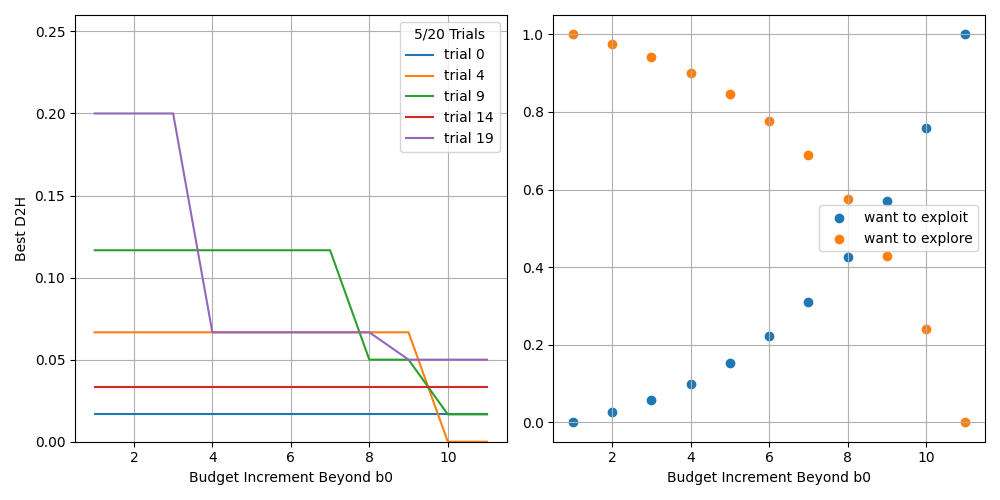 5/20 Trials
trial 0
trial 4
trial 9
trial 14
trial 19
Best D2H
0.25
0.20
0.15
0.10
0.05
0.00
2 4 6 8 10
Budget Increment Beyond b0
want to exploit
want to explore
1.0
0.8
0.6
0.4
0.2
0.0
2 4 6 8 10
Budget Increment Beyond b0